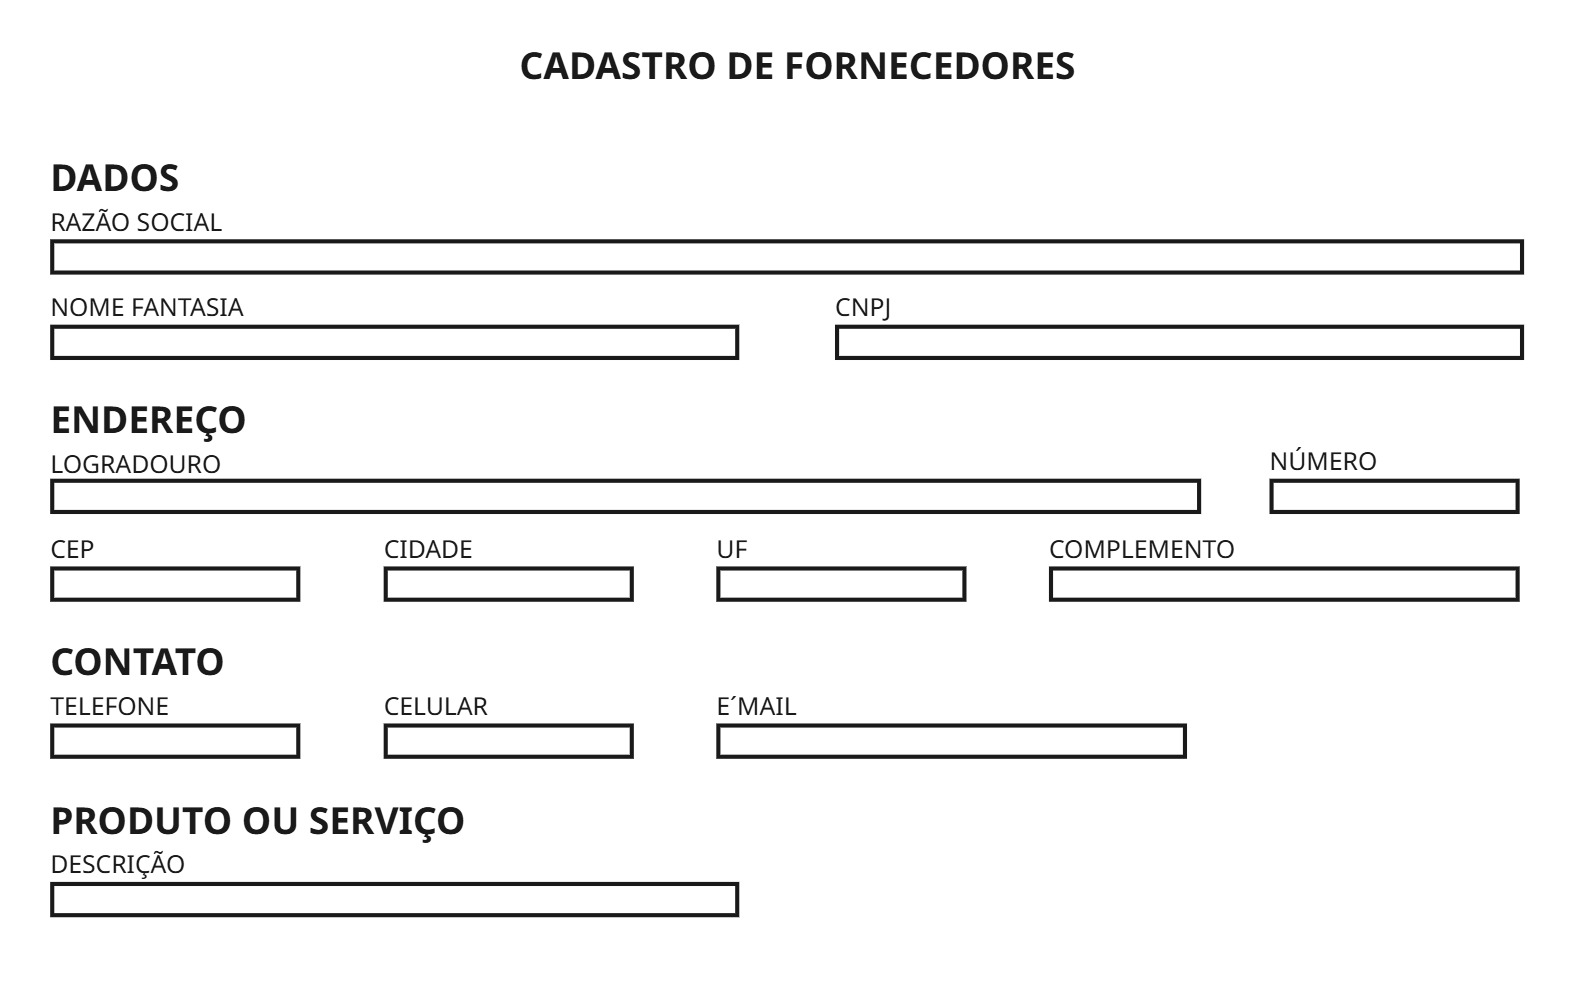 CADASTRO DE FORNECEDORES
DADOS
RAZÃO SOCIAL
NOME FANTASIA CNPJ
ENDEREÇO
LOGRADOURO NÚMERO
CEP CIDADE UF COMPLEMENTO
CONTATO
TELEFONE CELULAR E´MAIL
PRODUTO OU SERVIÇO
DESCRIÇÃO